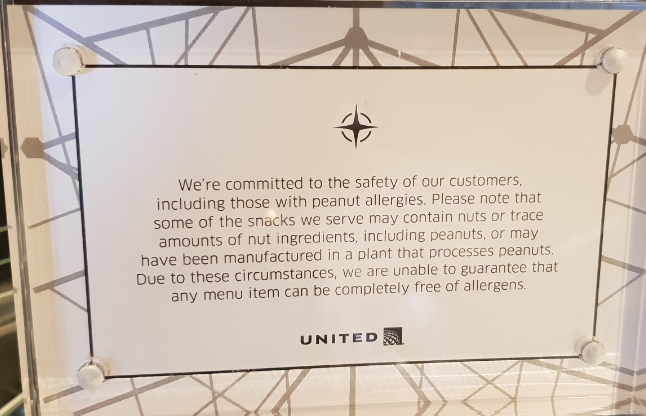 We're committed to the safety of our customers,
including those with peanut allergies. Please note that
some of the snacks we serve may contain nuts or trace
amounts of nut ingredients, including peanuts, or may
have been manufactured in a plant that processes peanuts.
Due to these circumstances, we are unable to guarantee that
any menu item can be completely free of allergens.
UNITED